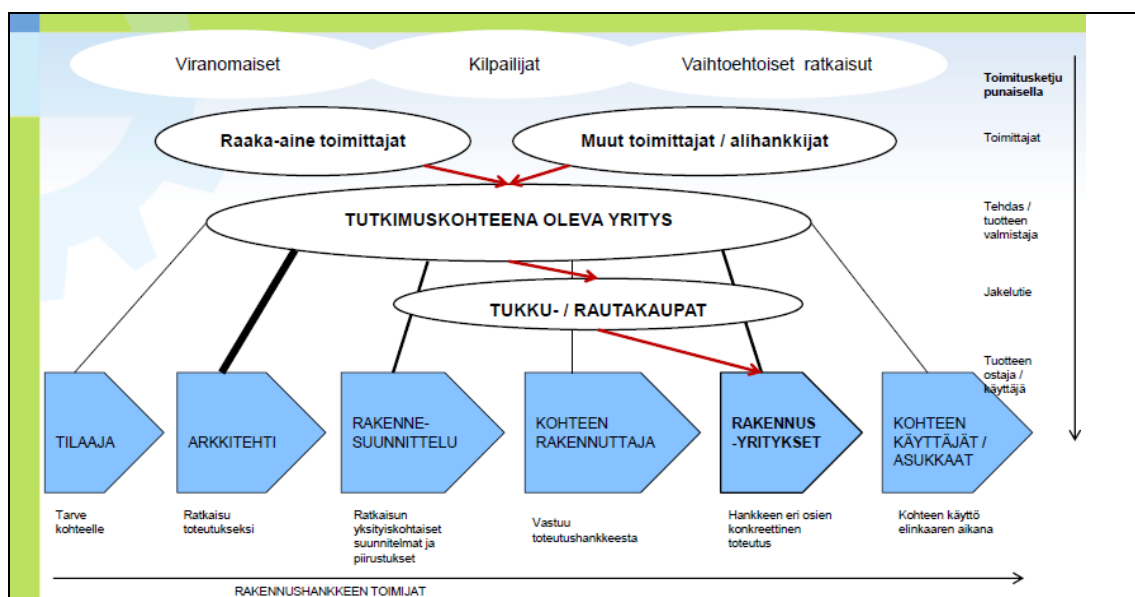 Viranomaiset
Kilpailijat
Vaihtoehtoiset ratkaisut
Toimitusketju
punaisella
Raaka-aine toimittajat
Muut toimittajat / alihankkijat
Toimittajat
TUTKIMUSKOHTEENA OLEVA YRITYS
Tehdas /
tuotteen
valmistaja
TUKKU- / RAUTAKAUPAT
Jakelutie
Tuotteen
ostaja /
käyttäjä
TILAAJA
ARKKITEHTI
RAKENNE-
SUUNNITTELU
KOHTEEN
RAKENNUTTAJA
RAKENNUS
-YRITYKSET
KOHTEEN
KÄYTTÄJÄT /
ASUKKAAT
Tarve
kohteelle
Ratkaisu
toteutukseksi
Ratkaisun
yksityiskohtaiset
suunnitelmat ja
piirustukset
Vastuu
toteutushankkeesta
Hankkeen eri osien
konkreettinen
toteutus
Kohteen käyttö
elinkaaren aikana
RAKENNUSHANKKEEN TOIMIJAT